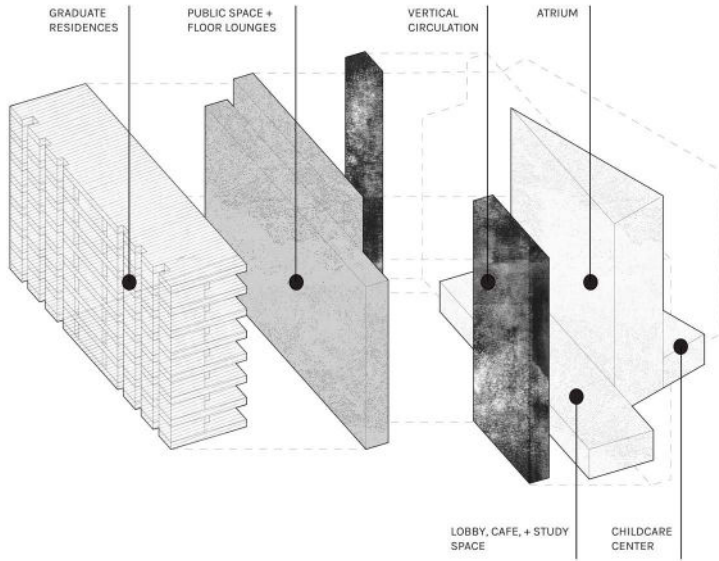 GRADUATE
RESIDENCES
PUBLIC SPACE +
FLOOR LOUNGES
VERTICAL
CIRCULATION
ATRIUM
LOBBY, CAFE, + STUDY
SPACE
CHILDCARE
CENTER